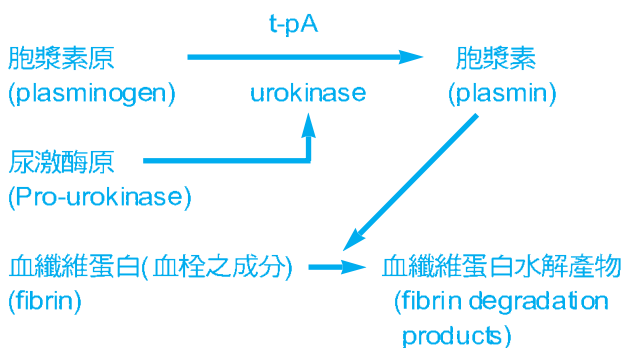 t-pA
胞漿素原
胞漿素
(plasminogen)
urokinase
(plasmin)
尿激酶原
(Pro-urokinase)
血纖維蛋白(血栓之成分)
血纖維蛋白水解產物
(fibrin)
(fibrin degradation
products)